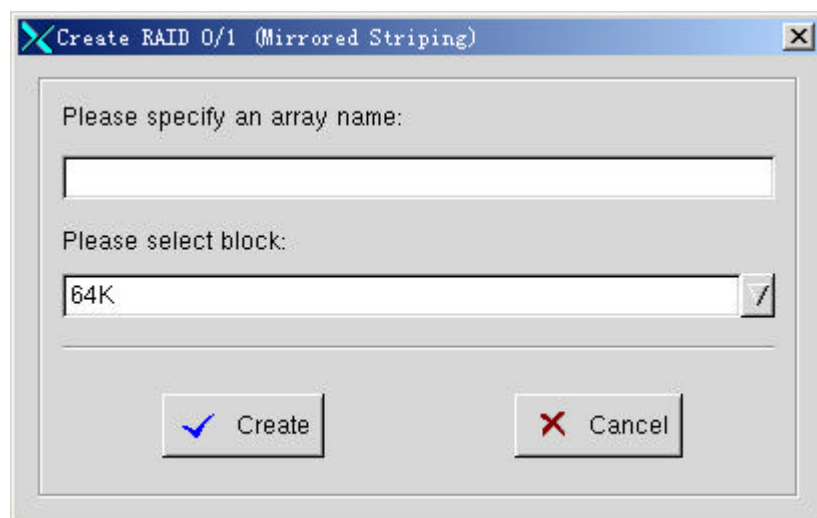 Create RAID 0/1 (Mirrored Striping)
Please specify an array name:
Please select block:
64K
Create
Cancel